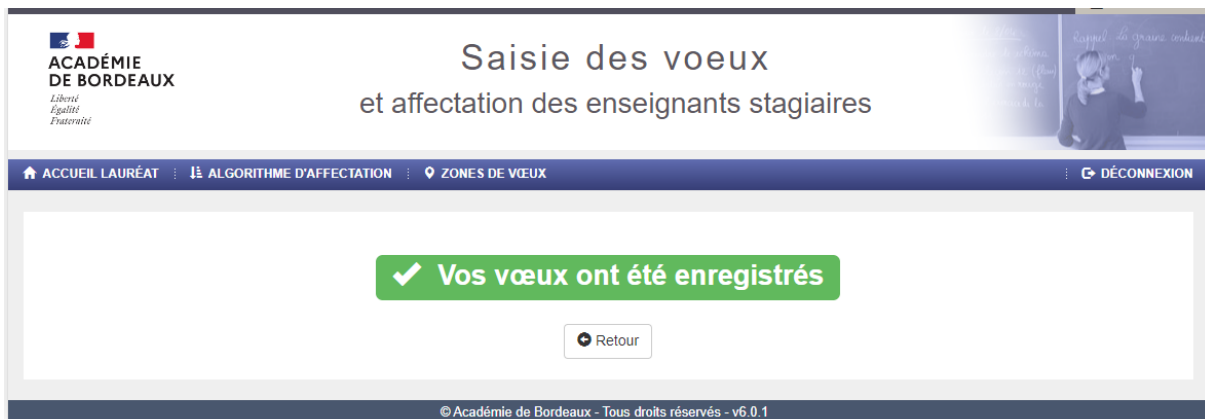 ACADÉMIE
DE BORDEAUX
Liberté
Égalité
Fraternité
Saisie des voeux
et affectation des enseignants stagiaires
ACCUEIL LAURÉAT
ALGORITHME D'AFFECTATION
ZONES DE VŒUX
DÉCONNEXION
Vos vœux ont été enregistrés
Retour
© Académie de Bordeaux - Tous droits réservés - v6.0.1